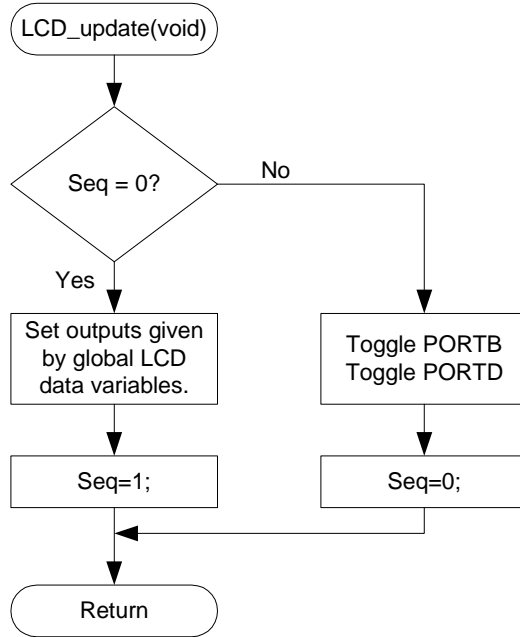 LCD_update(void)
Seq = 0?
No
Yes
Set outputs given
by global LCD
data variables.
Toggle PORTB
Toggle PORTD
Seq=1;
Seq=0;
Return